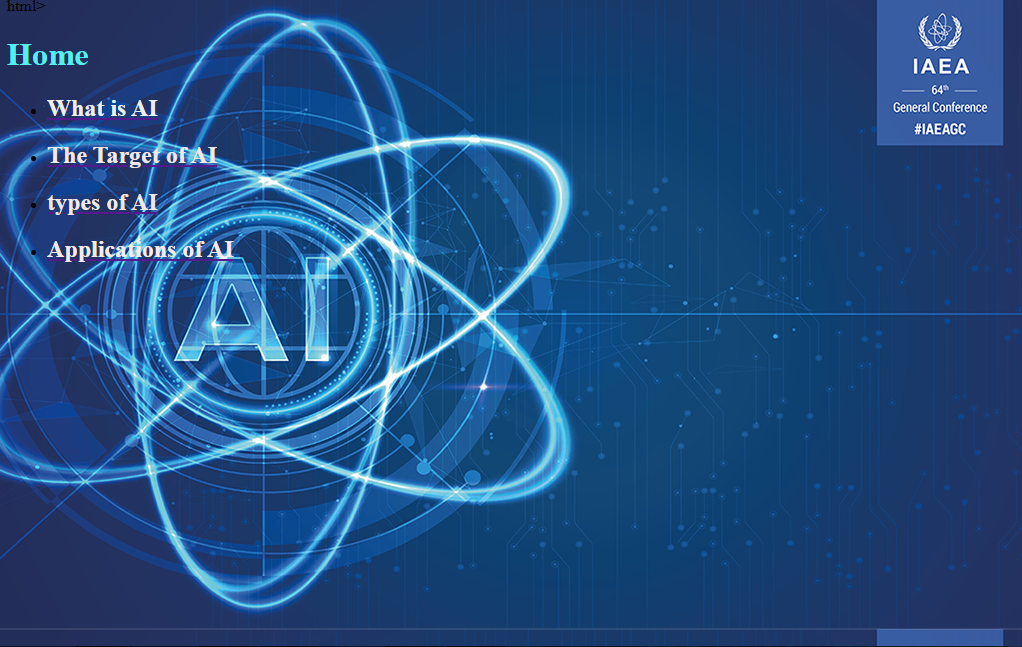 html>
Home
What is AI
The Target of AI
types of AI
Applications of AI
AI
IAEA
64th
General Conference
#IAEAGC